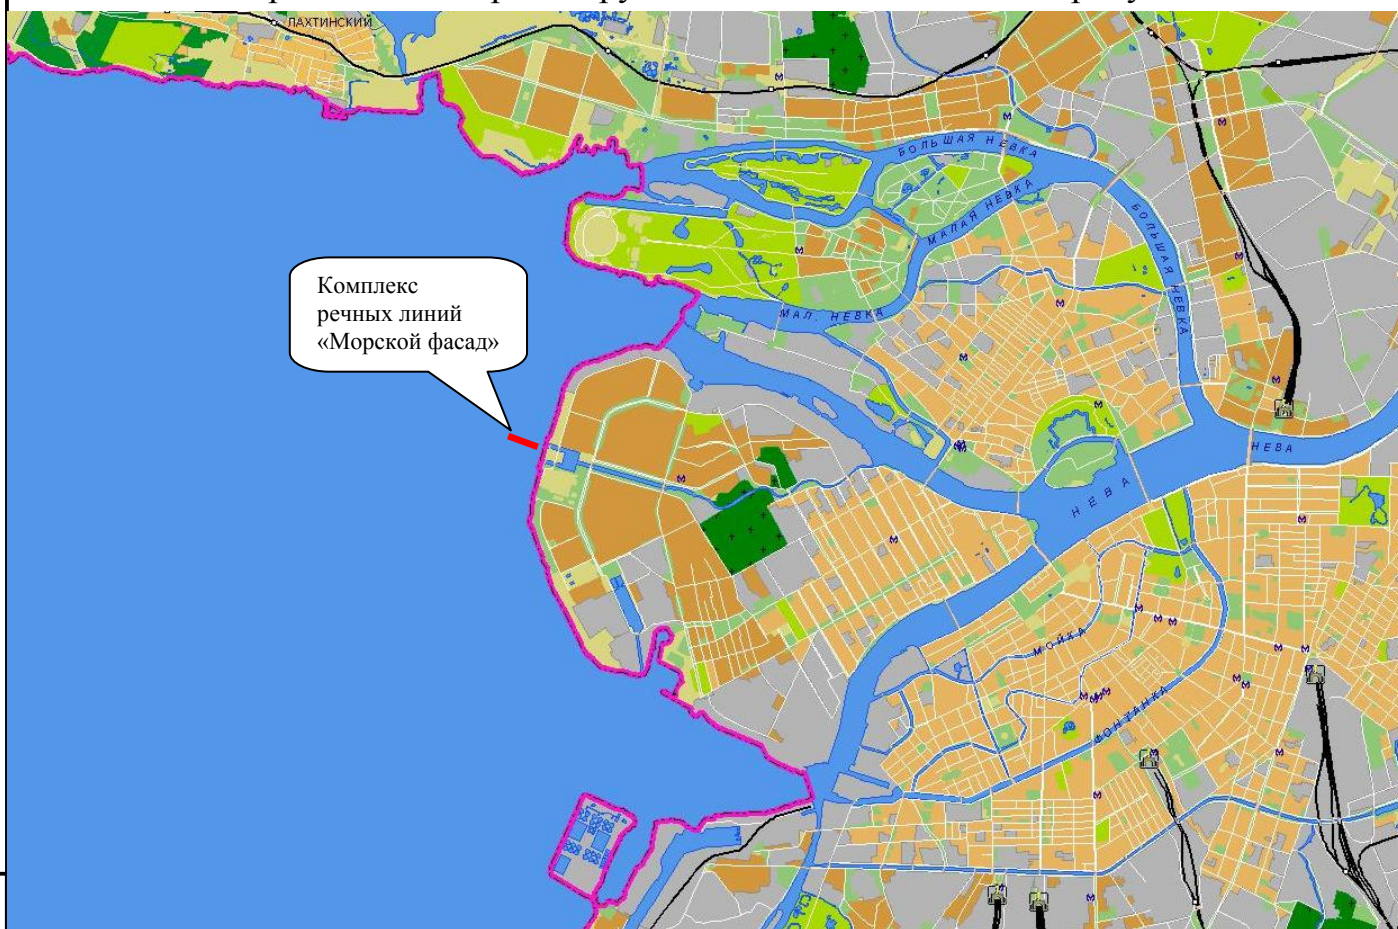 ЛАХТИНСКИЙ
БОЛЬШАЯ НЕВКА
МАЛАЯ НЕВКА
БОЛЬШАЯ НЕВКА
Комплекс
речных линий
«Морской фасад»
МАЛ. НЕВКА
НЕВА
НЕВА
МОЙКА
ФОНТАНКА